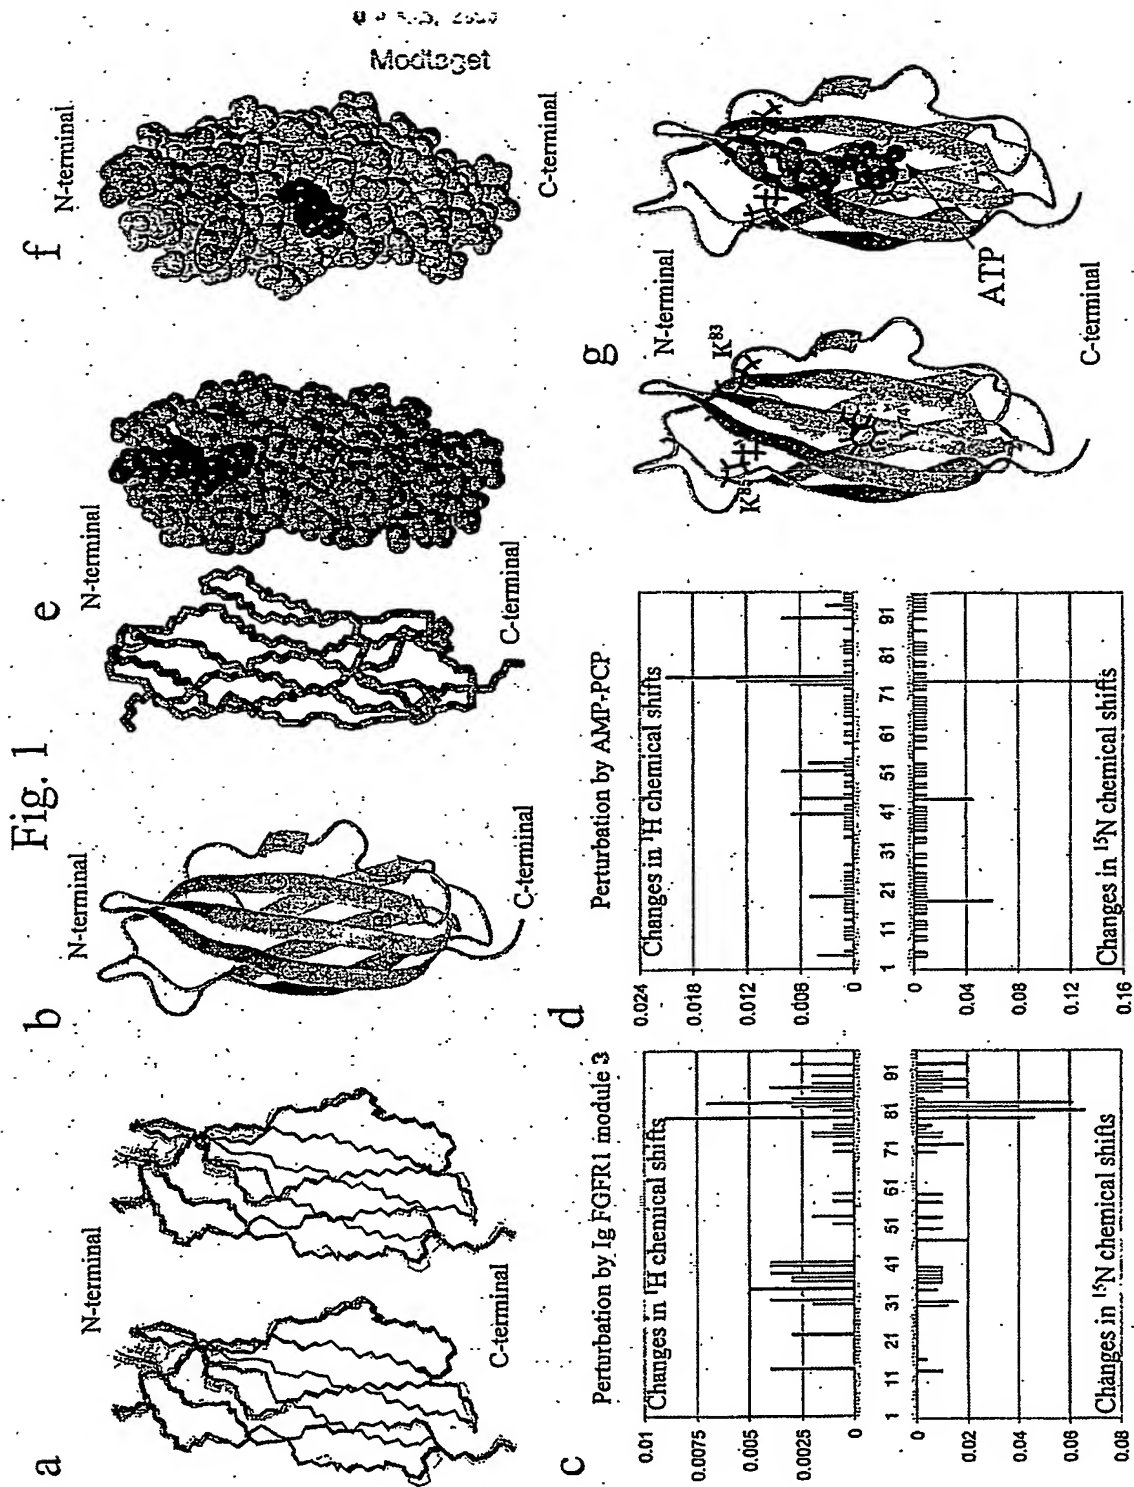 Modtaget
Fig. 1
a
N-terminal
C-terminal
b
N-terminal
C-terminal
e
N-terminal
C-terminal
f
N-terminal
C-terminal
c
Perturbation by Ig FGFR1 module 3
Changes in ¹H chemical shifts
0.01
0.0075
0.005
0.0025
0
1 11 21 31 41 51 61 71 81 91
0
0.02
0.04
0.06
0.08
Changes in ¹⁵N chemical shifts
d
Perturbation by AMP-PCP
Changes in ¹H chemical shifts
0.024
0.018
0.012
0.006
0
1 11 21 31 41 51 61 71 81 91
0
0.04
0.08
0.12
0.16
Changes in ¹⁵N chemical shifts
g
N-terminal
K⁸³
ATP
C-terminal